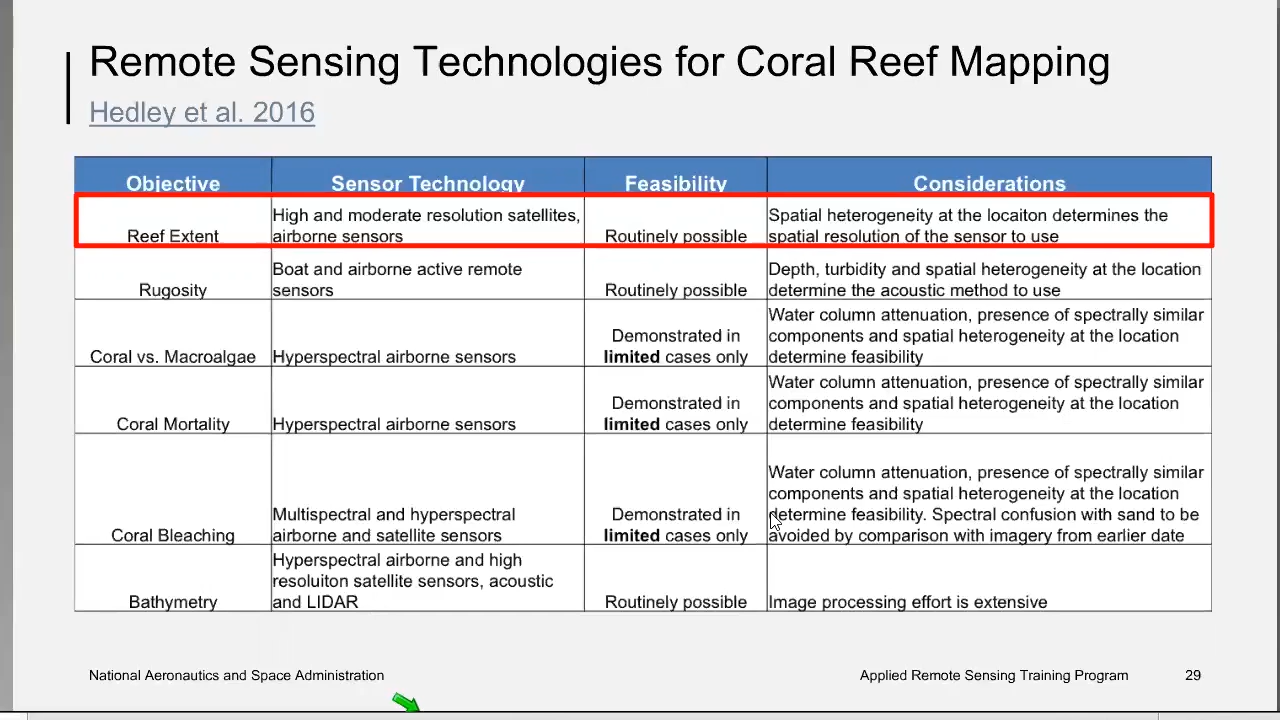 Remote Sensing Technologies for Coral Reef Mapping
Hedley et al. 2016
Objective
Sensor Technology
Feasibility
Considerations
Reef Extent
High and moderate resolution satellites,
airborne sensors
Routinely possible
Spatial heterogeneity at the locaiton determines the
spatial resolution of the sensor to use
Rugosity
Boat and airborne active remote
sensors
Routinely possible
Depth, turbidity and spatial heterogeneity at the location
determine the acoustic method to use
Coral vs. Macroalgae
Hyperspectral airborne sensors
Demonstrated in
limited cases only
Water column attenuation, presence of spectrally similar
components and spatial heterogeneity at the location
determine feasibility
Coral Mortality
Hyperspectral airborne sensors
Demonstrated in
limited cases only
Water column attenuation, presence of spectrally similar
components and spatial heterogeneity at the location
determine feasibility
Coral Bleaching
Multispectral and hyperspectral
airborne and satellite sensors
Demonstrated in
limited cases only
Water column attenuation, presence of spectrally similar
components and spatial heterogeneity at the location
determine feasibility. Spectral confusion with sand to be
avoided by comparison with imagery from earlier date
Bathymetry
Hyperspectral airborne and high
resoluiton satellite sensors, acoustic
and LIDAR
Routinely possible
Image processing effort is extensive
National Aeronautics and Space Administration
Applied Remote Sensing Training Program
29